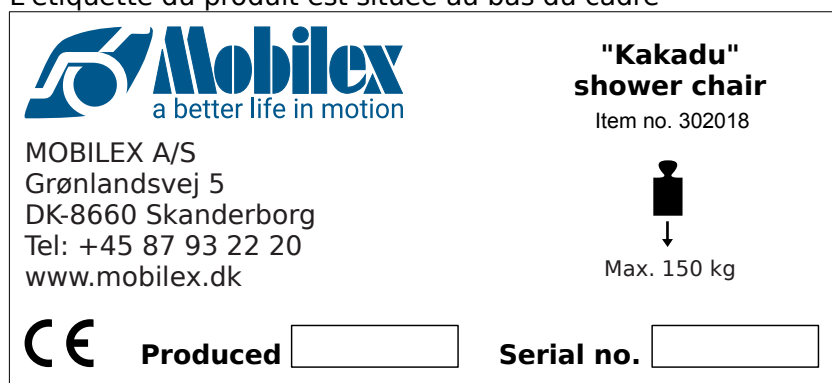 L'étiquette du produit est située au bas du cadre
Mobilex
a better life in motion
"Kakadu"
shower chair
Item no. 302018
MOBILEX A/S
Grønlandsvej 5
DK-8660 Skanderborg
Tel: +45 87 93 22 20
www.mobilex.dk
Max. 150 kg
CE
Produced
Serial no.